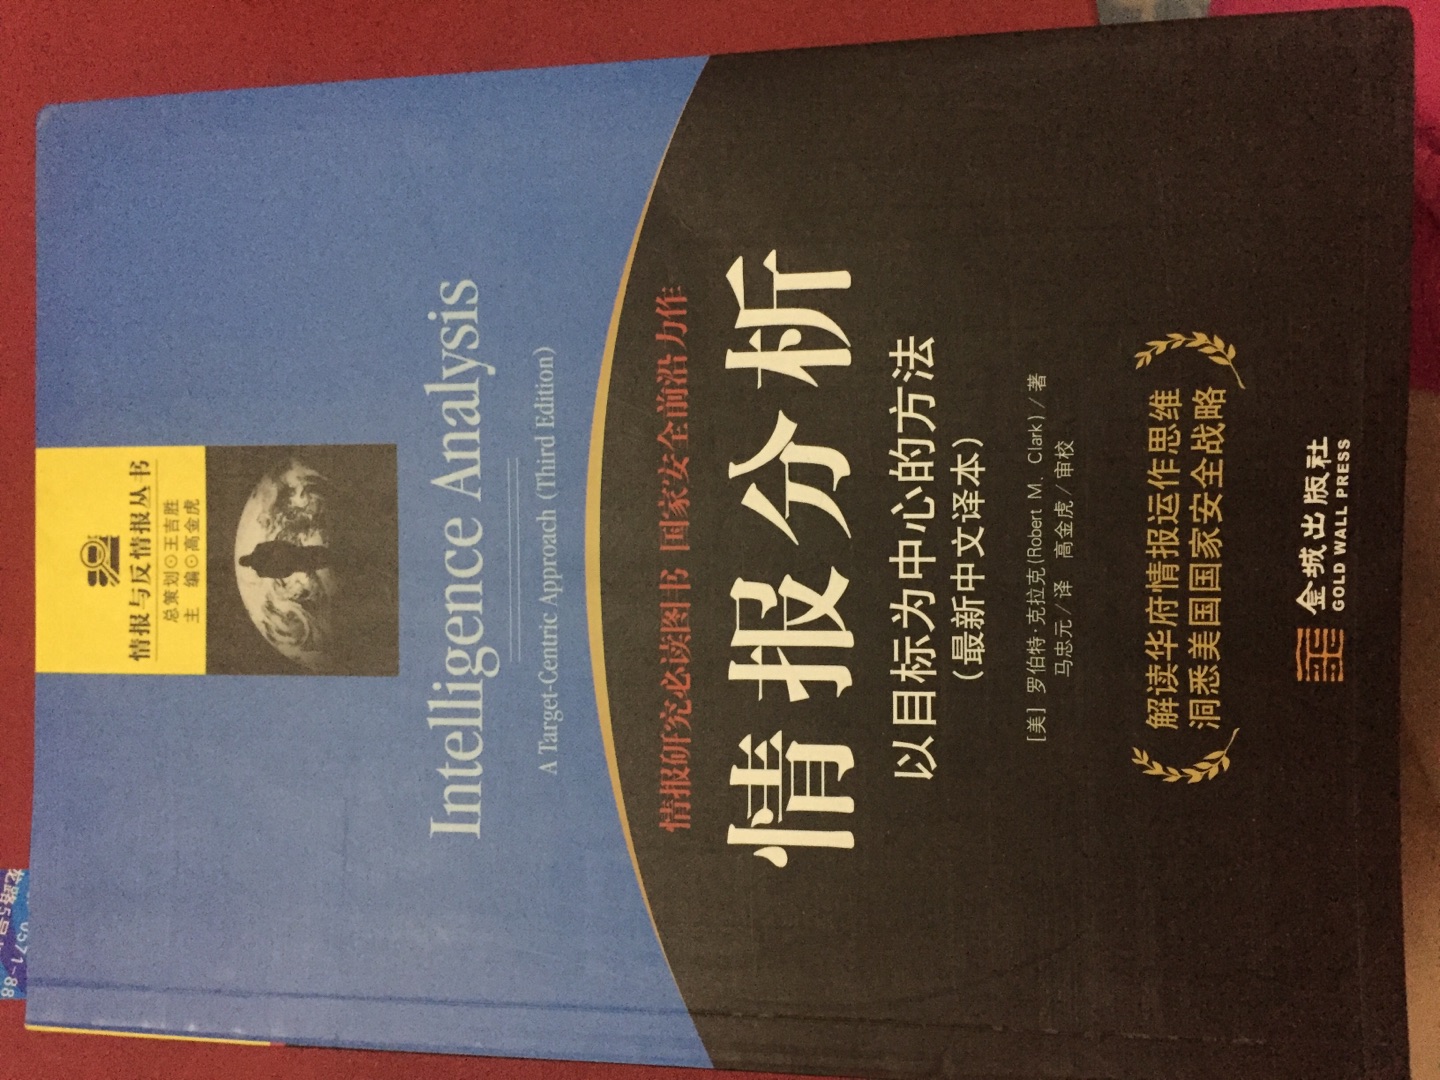 情报与反情报丛书
总策划⊙王吉胜
主 编⊙高金虎
Intelligence Analysis
A Target-Centric Approach (Third Edition)
情报研究必读图书 国家安全前沿力作
情报分析
以目标为中心的方法
(最新中文译本)
[美] 罗伯特·克拉克(Robert M. Clark)/著
马忠元/译 高金虎/审校
解读华府情报运作思维
洞悉美国国家安全战略
金城出版社
GOLD WALL PRESS
0571-88